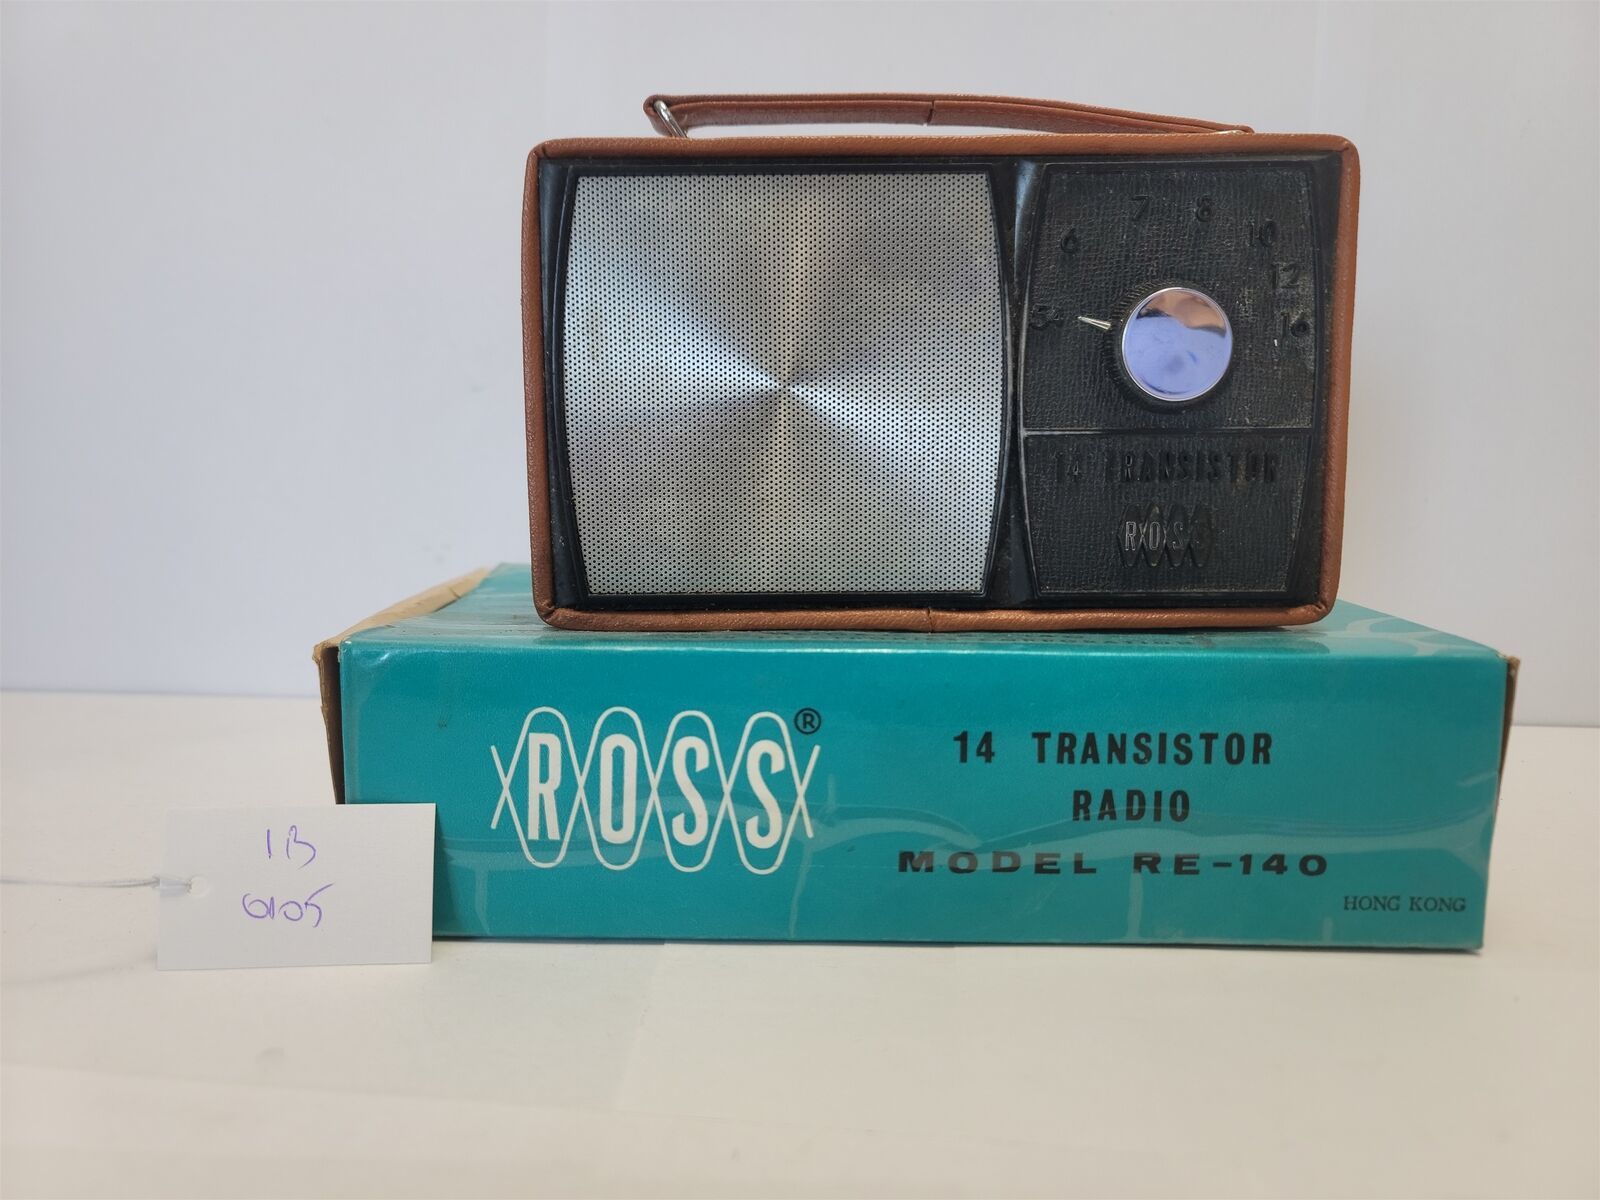 7 8
6 10
12
54 16
14 TRANSISTOR
ROSS
ROSS®
14 TRANSISTOR
RADIO
MODEL RE-140
HONG KONG
1B
0105